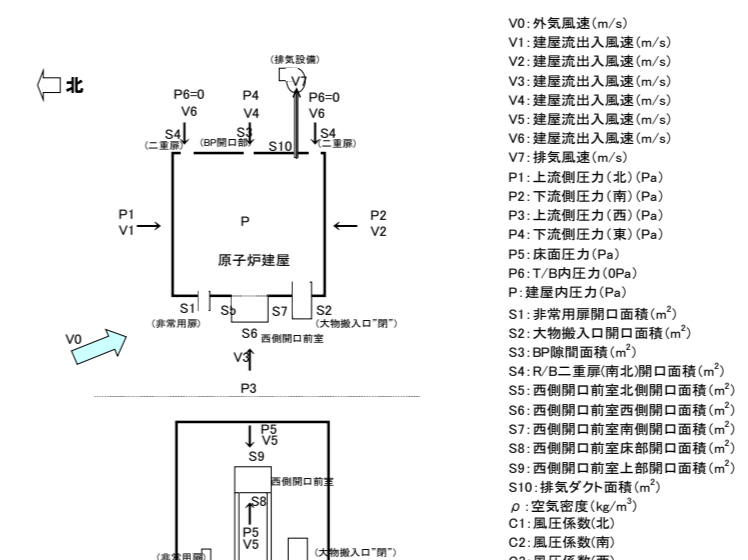 北
(排気設備)
V7
P6=0
V6
P4
V4
P6=0
V6
S4
(二重扉)
S3
(BP開口部)
S10
S4
(二重扉)
P1
V1
P
P2
V2
原子炉建屋
S1
S5
S7
S2
(非常用扉)
(大物搬入口"閉")
S6
西側開口前室
V0
V3
P3
P5
V5
S9
西側開口前室
S8
P5
V5
(非常用扉)
(大物搬入口"閉")
V0:外気風速(m/s)
V1:建屋流出入風速(m/s)
V2:建屋流出入風速(m/s)
V3:建屋流出入風速(m/s)
V4:建屋流出入風速(m/s)
V5:建屋流出入風速(m/s)
V6:建屋流出入風速(m/s)
V7:排気風速(m/s)
P1:上流側圧力(北)(Pa)
P2:下流側圧力(南)(Pa)
P3:上流側圧力(西)(Pa)
P4:下流側圧力(東)(Pa)
P5:床面圧力(Pa)
P6:T/B内圧力(0Pa)
P:建屋内圧力(Pa)
S1:非常用扉開口面積(m²)
S2:大物搬入口開口面積(m²)
S3:BP隙間面積(m²)
S4:R/B二重扉(南北)開口面積(m²)
S5:西側開口前室北側開口面積(m²)
S6:西側開口前室西側開口面積(m²)
S7:西側開口前室南側開口面積(m²)
S8:西側開口前室床部開口面積(m²)
S9:西側開口前室上部開口面積(m²)
S10:排気ダクト面積(m²)
ρ:空気密度(kg/m³)
C1:風圧係数(北)
C2:風圧係数(南)
C3:風圧係数(西)